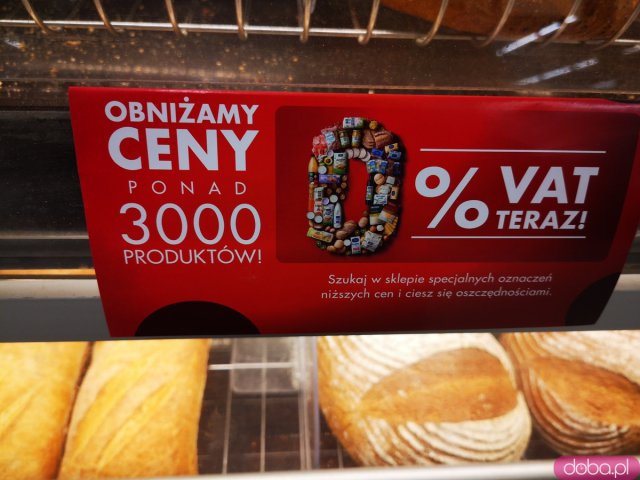 OBNIŻAMY
CENY
PONAD
3000
PRODUKTÓW!
0% VAT
TERAZ!
Szukaj w sklepie specjalnych oznaczeń
niższych cen i ciesz się oszczędnościami.
doba.pl